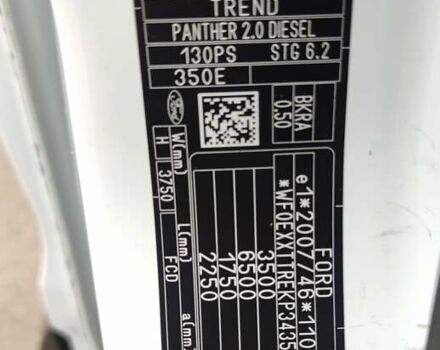 TREND
PANTHER 2.0 DIESEL
130PS STG 6.2
350E
Ford
BKRA
0.50
W(mm)
H 3750
L(mm)
FCD
a(mm)
FORD
e1*2007//46*110
*WF0EXXTTREKP3435
3500
6500
1750
2250